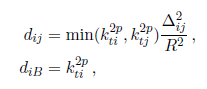 d_{ij} = \min(k_{ti}^{2p}, k_{tj}^{2p}) \frac{\Delta_{ij}^2}{R^2} ,
d_{iB} = k_{ti}^{2p} ,